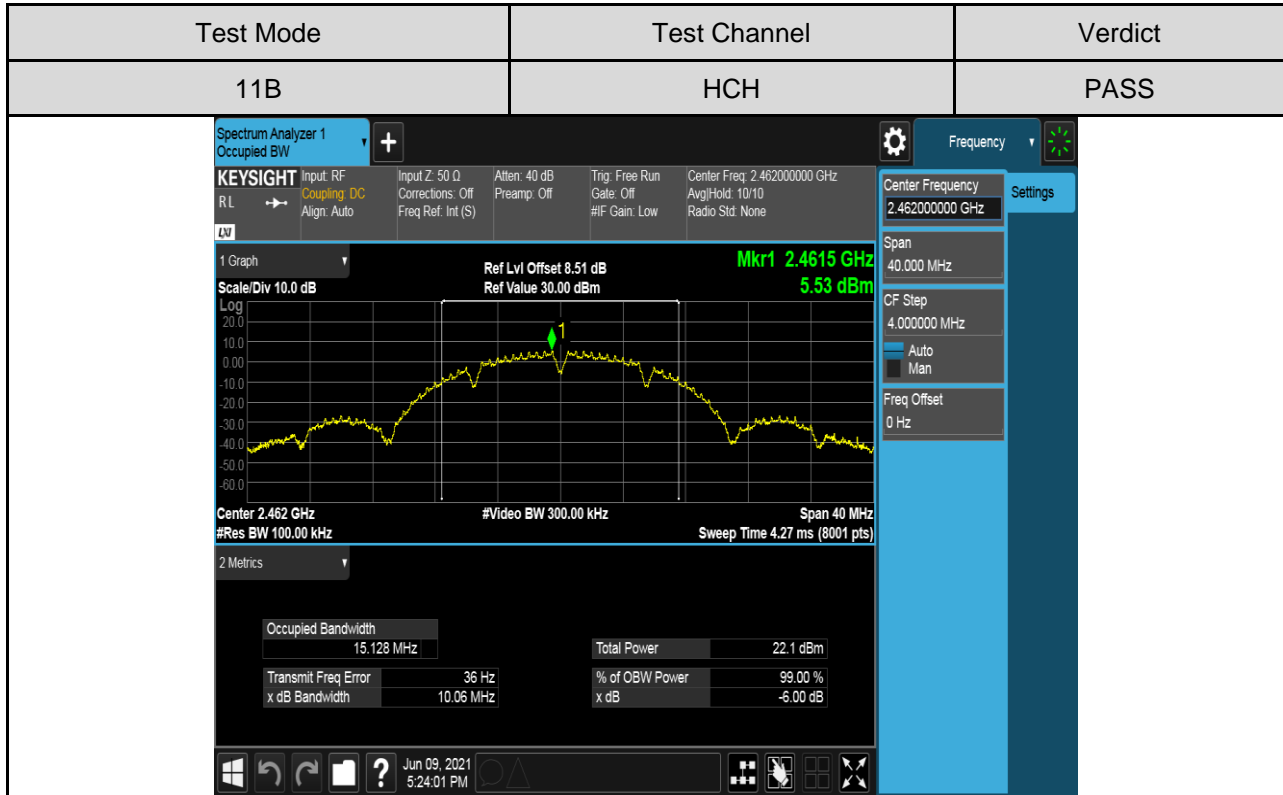 Test Mode Test Channel Verdict
11B HCH PASS
Spectrum Analyzer 1
Occupied BW
+
Frequency
KEYSIGHT
RL
LXI
Input: RF
Coupling: DC
Align: Auto
Input Z: 50 Ω
Corrections: Off
Freq Ref: Int (S)
Atten: 40 dB
Preamp: Off
Trig: Free Run
Gate: Off
#IF Gain: Low
Center Freq: 2.462000000 GHz
Avg|Hold: 10/10
Radio Std: None
Center Frequency
2.462000000 GHz
Settings
Span
40.000 MHz
CF Step
4.000000 MHz
Auto
Man
Freq Offset
0 Hz
1 Graph
Scale/Div 10.0 dB
Ref Lvl Offset 8.51 dB
Ref Value 30.00 dBm
Mkr1 2.4615 GHz
5.53 dBm
Log
20.0
10.0
0.00
-10.0
-20.0
-30.0
-40.0
-50.0
-60.0
1
Center 2.462 GHz
#Res BW 100.00 kHz
#Video BW 300.00 kHz
Span 40 MHz
Sweep Time 4.27 ms (8001 pts)
2 Metrics
Occupied Bandwidth
15.128 MHz
Total Power 22.1 dBm
Transmit Freq Error 36 Hz
% of OBW Power 99.00 %
x dB Bandwidth 10.06 MHz
x dB -6.00 dB
?
Jun 09, 2021
5:24:01 PM